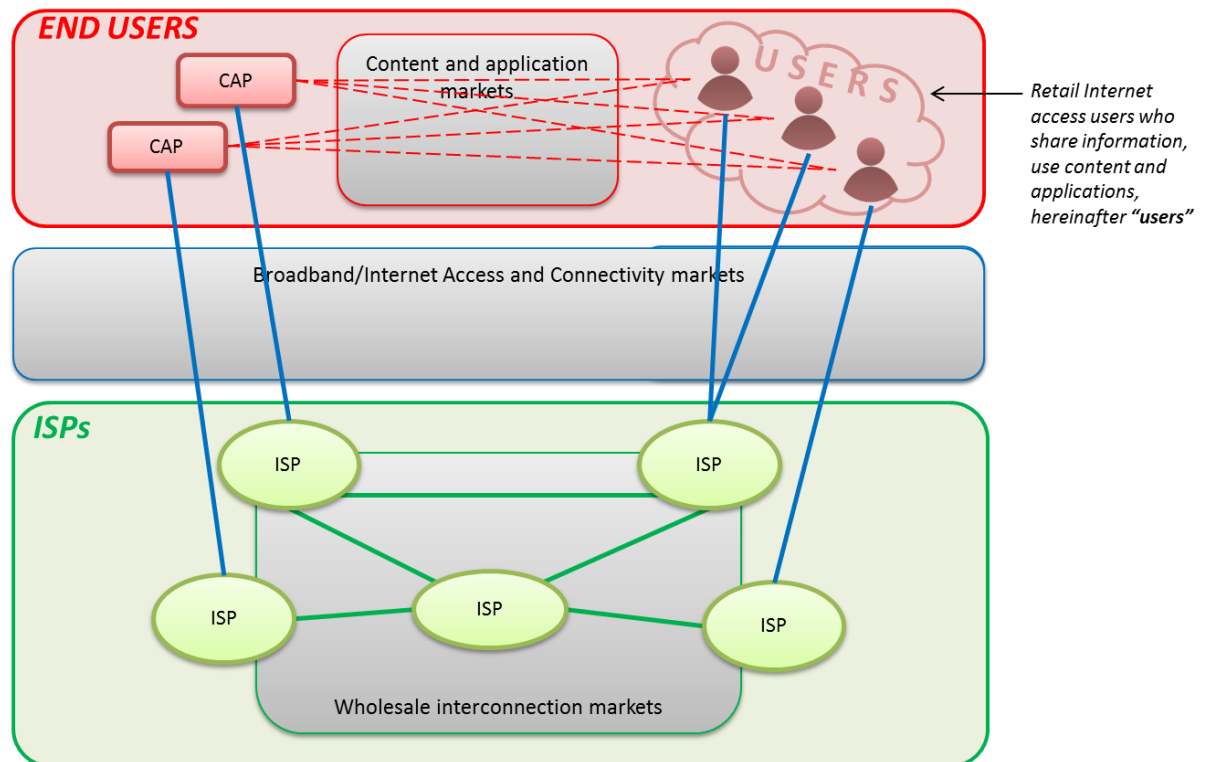 END USERS
CAP
CAP
Content and application
markets
USERS
Retail Internet
access users who
share information,
use content and
applications,
hereinafter “users”
Broadband/Internet Access and Connectivity markets
ISPs
ISP
ISP
ISP
ISP
ISP
Wholesale interconnection markets